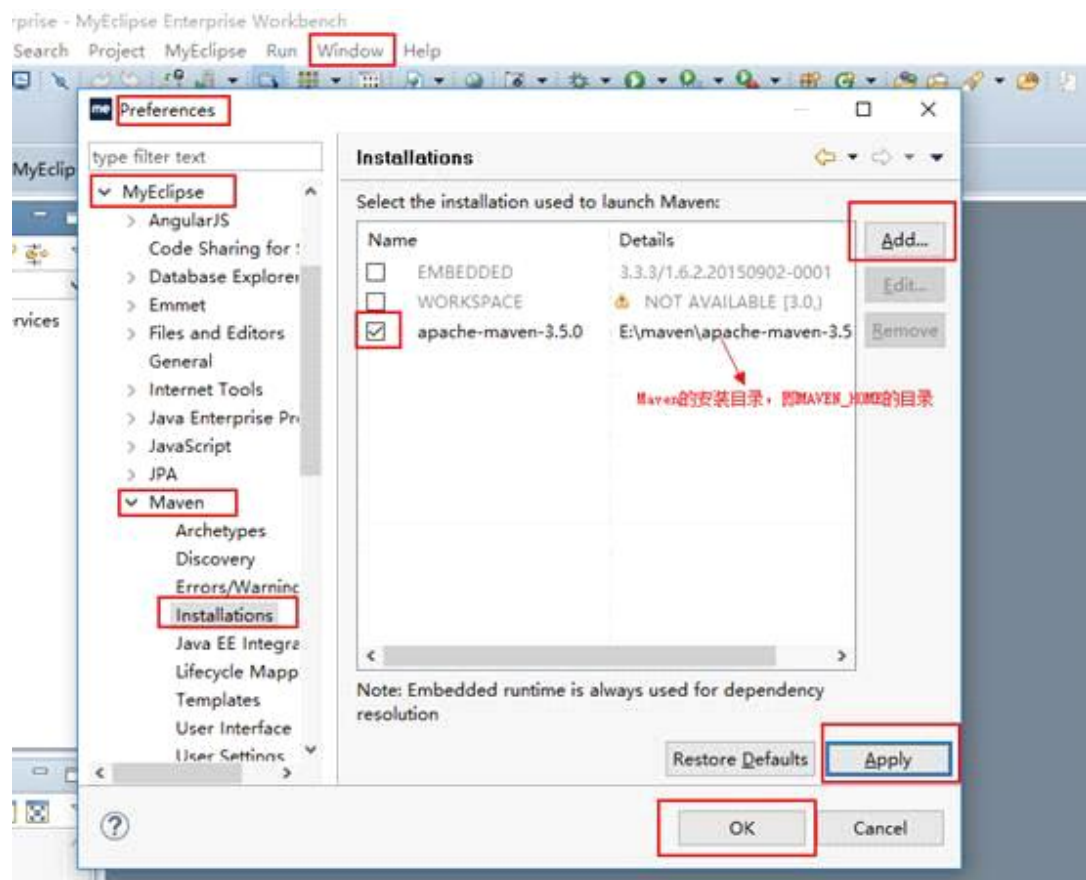 rprise - MyEclipse Enterprise Workbench
Search Project MyEclipse Run Window Help
Preferences
type filter text
MyEclip
MyEclipse
AngularJS
Code Sharing for
Database Explorer
Emmet
rvices
Files and Editors
General
Internet Tools
Java Enterprise Pr
JavaScript
JPA
Maven
Archetypes
Discovery
Errors/Warning
Installations
Java EE Integra
Lifecycle Mapp
Templates
User Interface
User Settings
Installations
Select the installation used to launch Maven:
Name Details
EMBEDDED 3.3.3/1.6.2.20150902-0001
WORKSPACE NOT AVAILABLE [3.0,)
apache-maven-3.5.0 E:\maven\apache-maven-3.5
Maven的安装目录，即MAVEN_HOME的目录
Add...
Edit...
Remove
Note: Embedded runtime is always used for dependency
resolution
Restore Defaults Apply
OK Cancel